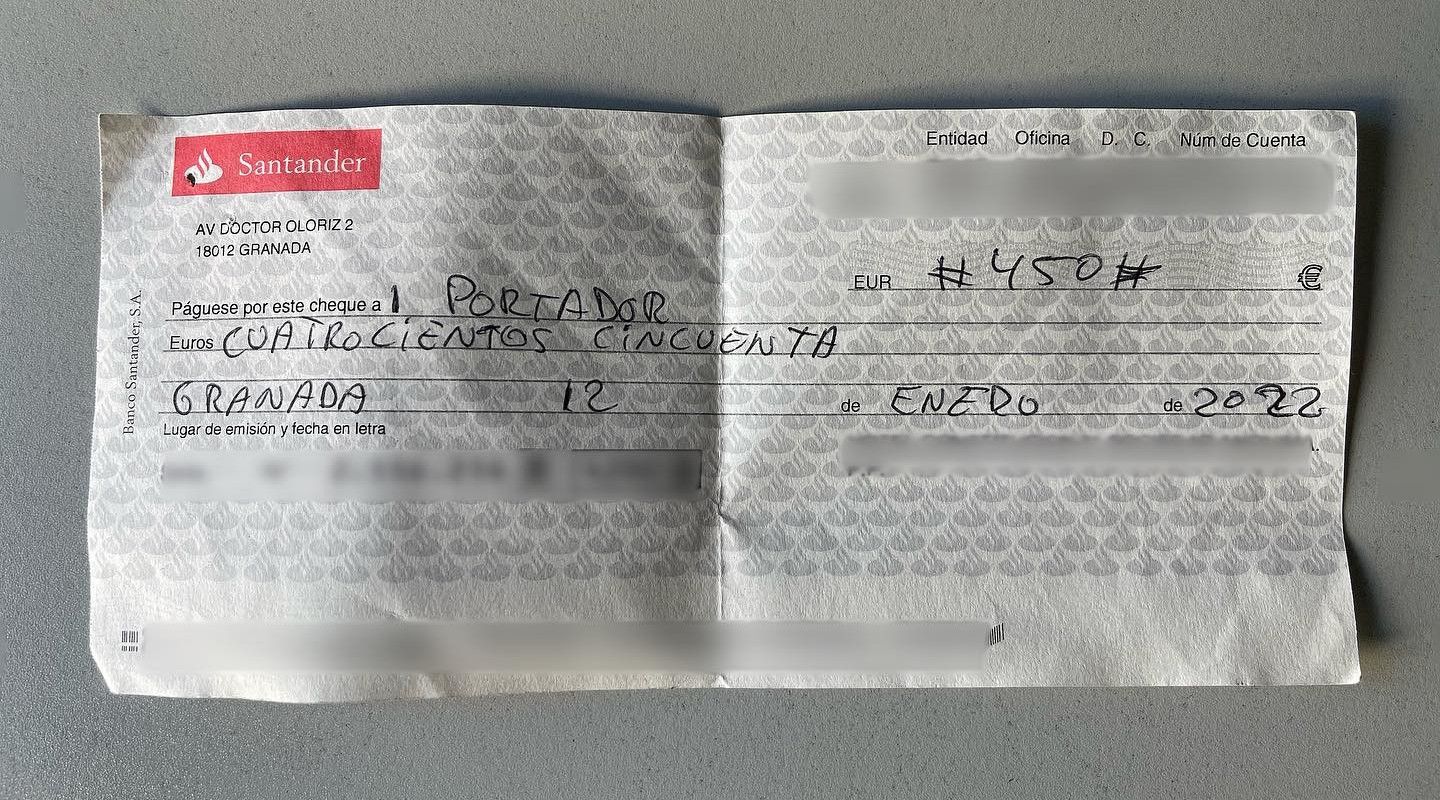 Santander
Entidad Oficina D. C. Núm de Cuenta
AV DOCTOR OLORIZ 2
18012 GRANADA
EUR #450# €
Páguese por este cheque a 1 PORTADOR
Euros CUATROCIENTOS CINCUENTA
GRANADA 12 de ENERO de 2022
Lugar de emisión y fecha en letra
Banco Santander, S.A.